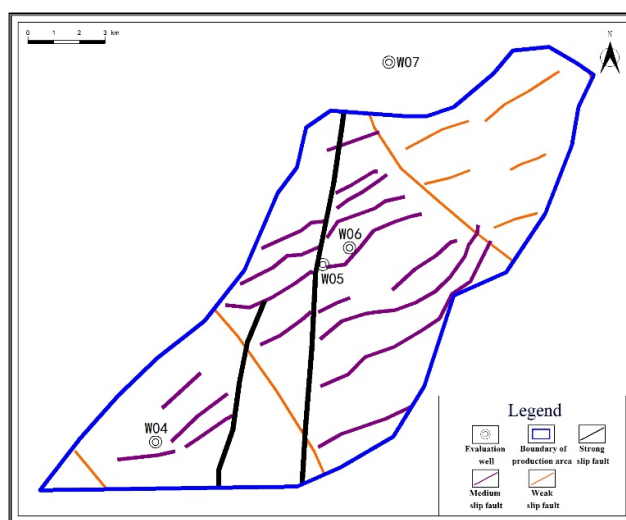 0 1 2 3 km
N
W07
W06
W05
W04
Legend
Evaluation well
Boundary of production area
Strong slip fault
Medium slip fault
Weak slip fault